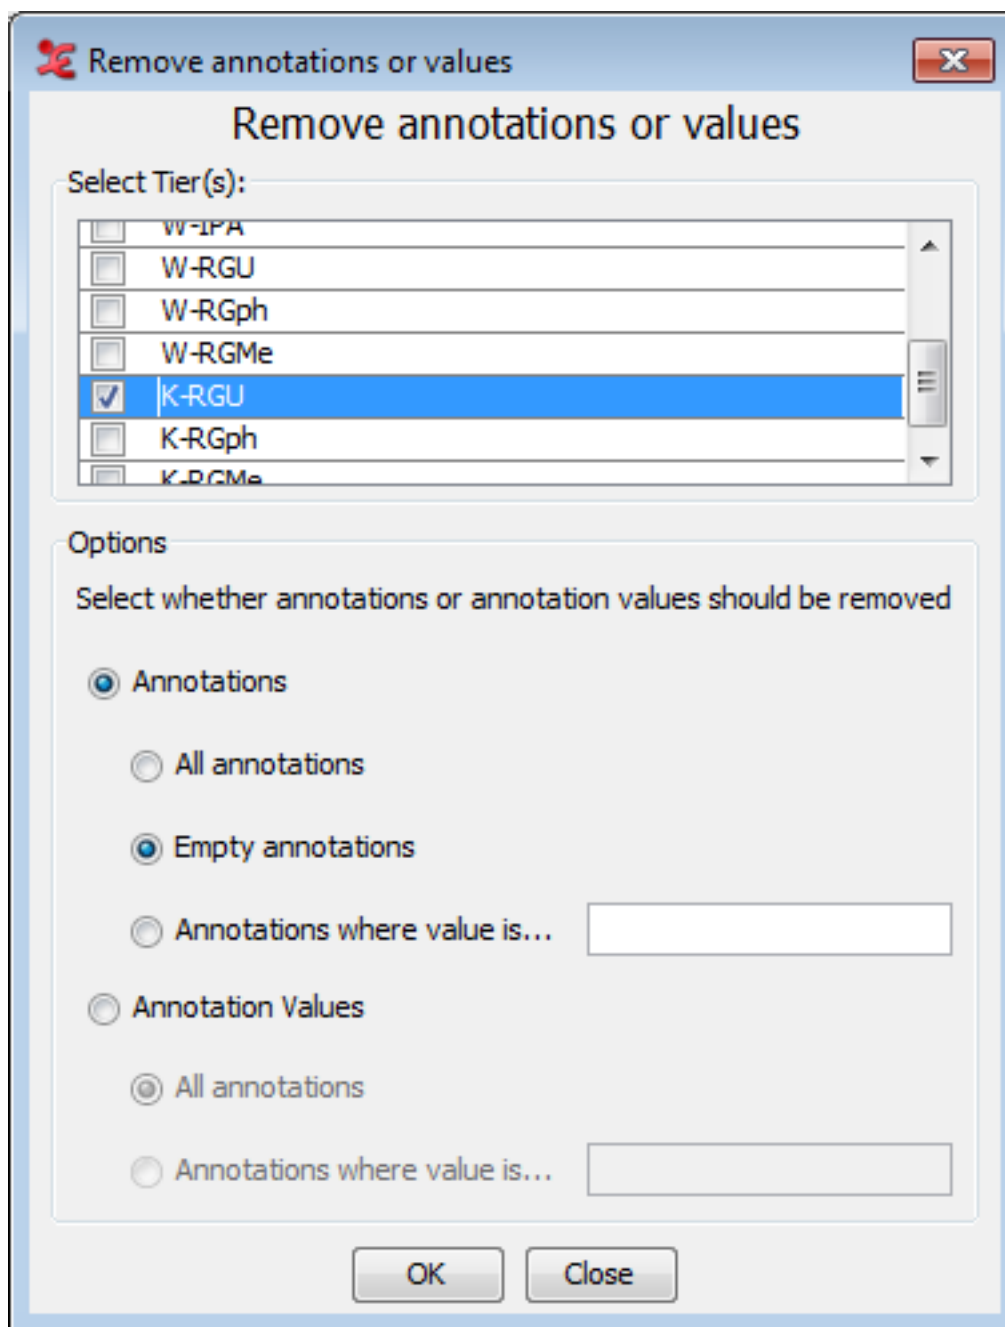 Remove annotations or values
Remove annotations or values
Select Tier(s):
W-IPA
W-RGU
W-RGph
W-RGMe
K-RGU
K-RGph
K-RGMe
Options
Select whether annotations or annotation values should be removed
Annotations
All annotations
Empty annotations
Annotations where value is...
Annotation Values
All annotations
Annotations where value is...
OK Close